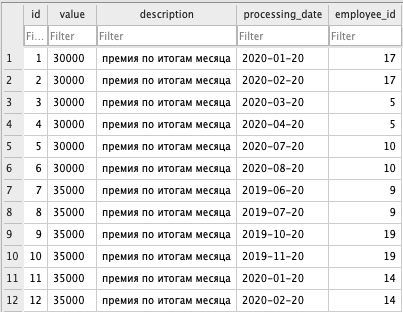 id value description processing_date employee_id
Fi... Filter Filter Filter Filter
1 1 30000 премия по итогам месяца 2020-01-20 17
2 2 30000 премия по итогам месяца 2020-02-20 17
3 3 30000 премия по итогам месяца 2020-03-20 5
4 4 30000 премия по итогам месяца 2020-04-20 5
5 5 30000 премия по итогам месяца 2020-07-20 10
6 6 30000 премия по итогам месяца 2020-08-20 10
7 7 35000 премия по итогам месяца 2019-06-20 9
8 8 35000 премия по итогам месяца 2019-07-20 9
9 9 35000 премия по итогам месяца 2019-10-20 19
10 10 35000 премия по итогам месяца 2019-11-20 19
11 11 35000 премия по итогам месяца 2020-01-20 14
12 12 35000 премия по итогам месяца 2020-02-20 14